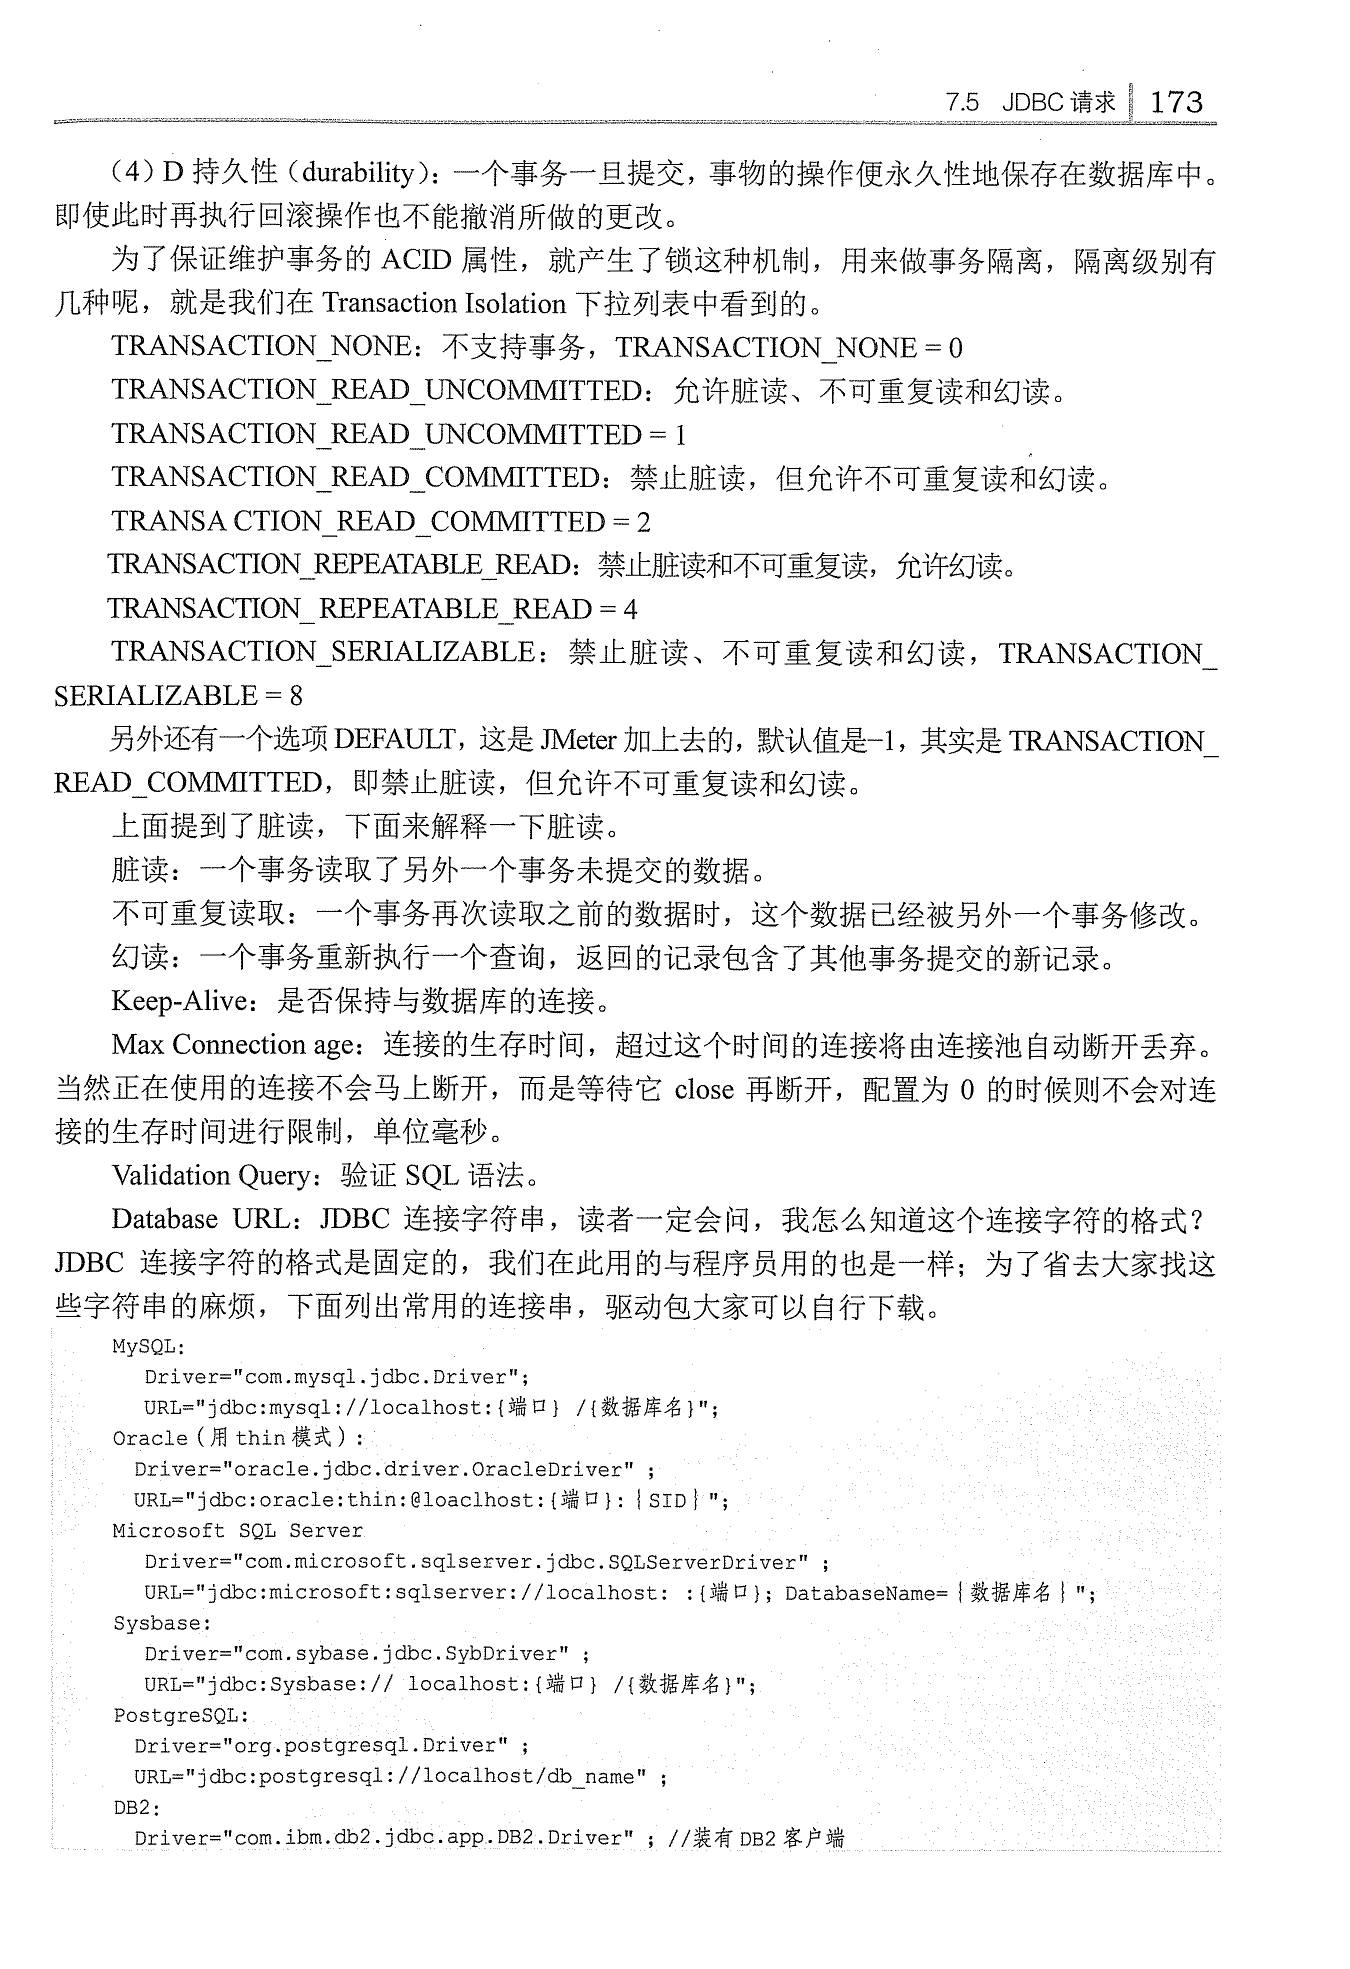 7.5 JDBC 请求 173
（4）D 持久性（durability）：一个事务一旦提交，事物的操作便永久性地保存在数据库中。
即使此时再执行回滚操作也不能撤消所做的更改。
为了保证维护事务的 ACID 属性，就产生了锁这种机制，用来做事务隔离，隔离级别有
几种呢，就是我们在 Transaction Isolation 下拉列表中看到的。
TRANSACTION_NONE：不支持事务，TRANSACTION_NONE = 0
TRANSACTION_READ_UNCOMMITTED：允许脏读、不可重复读和幻读。
TRANSACTION_READ_UNCOMMITTED = 1
TRANSACTION_READ_COMMITTED：禁止脏读，但允许不可重复读和幻读。
TRANSA CTION_READ_COMMITTED = 2
TRANSACTION_REPEATABLE_READ：禁止脏读和不可重复读，允许幻读。
TRANSACTION_ REPEATABLE_READ = 4
TRANSACTION_SERIALIZABLE：禁止脏读、不可重复读和幻读，TRANSACTION_
SERIALIZABLE = 8
另外还有一个选项 DEFAULT，这是 JMeter 加上去的，默认值是–1，其实是 TRANSACTION_
READ_COMMITTED，即禁止脏读，但允许不可重复读和幻读。
上面提到了脏读，下面来解释一下脏读。
脏读：一个事务读取了另外一个事务未提交的数据。
不可重复读取：一个事务再次读取之前的数据时，这个数据已经被另外一个事务修改。
幻读：一个事务重新执行一个查询，返回的记录包含了其他事务提交的新记录。
Keep-Alive：是否保持与数据库的连接。
Max Connection age：连接的生存时间，超过这个时间的连接将由连接池自动断开丢弃。
当然正在使用的连接不会马上断开，而是等待它 close 再断开，配置为 0 的时候则不会对连
接的生存时间进行限制，单位毫秒。
Validation Query：验证 SQL 语法。
Database URL：JDBC 连接字符串，读者一定会问，我怎么知道这个连接字符的格式？
JDBC 连接字符的格式是固定的，我们在此用的与程序员用的也是一样；为了省去大家找这
些字符串的麻烦，下面列出常用的连接串，驱动包大家可以自行下载。
MySQL:
Driver="com.mysql.jdbc.Driver";
URL="jdbc:mysql://localhost:{端口} /{数据库名}";
Oracle（用 thin 模式）:
Driver="oracle.jdbc.driver.OracleDriver" ;
URL="jdbc:oracle:thin:@loaclhost:{端口}:｛SID｝";
Microsoft SQL Server
Driver="com.microsoft.sqlserver.jdbc.SQLServerDriver" ;
URL="jdbc:microsoft:sqlserver://localhost: :{端口}; DatabaseName=｛数据库名｝";
Sysbase:
Driver="com.sybase.jdbc.SybDriver" ;
URL="jdbc:Sysbase:// localhost:{端口} /{数据库名}";
PostgreSQL:
Driver="org.postgresql.Driver" ;
URL="jdbc:postgresql://localhost/db_name" ;
DB2:
Driver="com.ibm.db2.jdbc.app.DB2.Driver" ; //装有 DB2 客户端